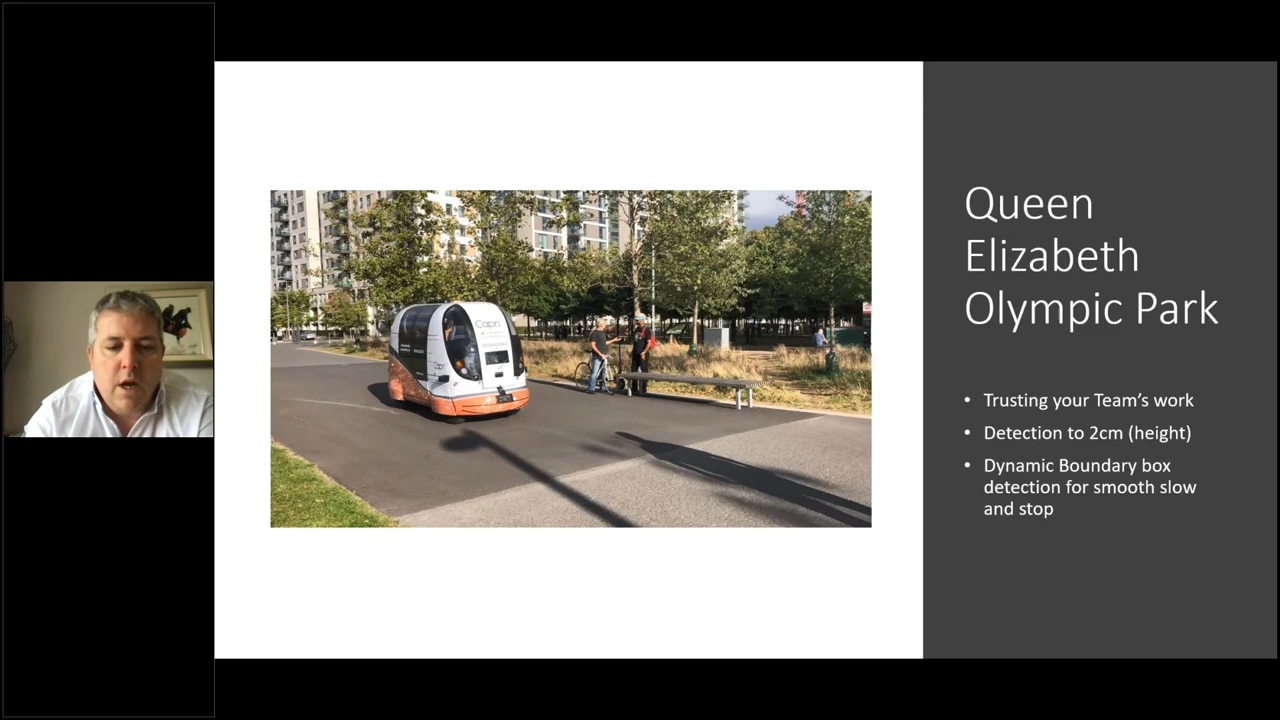 Queen
Elizabeth
Olympic Park
• Trusting your Team's work
• Detection to 2cm (height)
• Dynamic Boundary box
detection for smooth slow
and stop
Capri